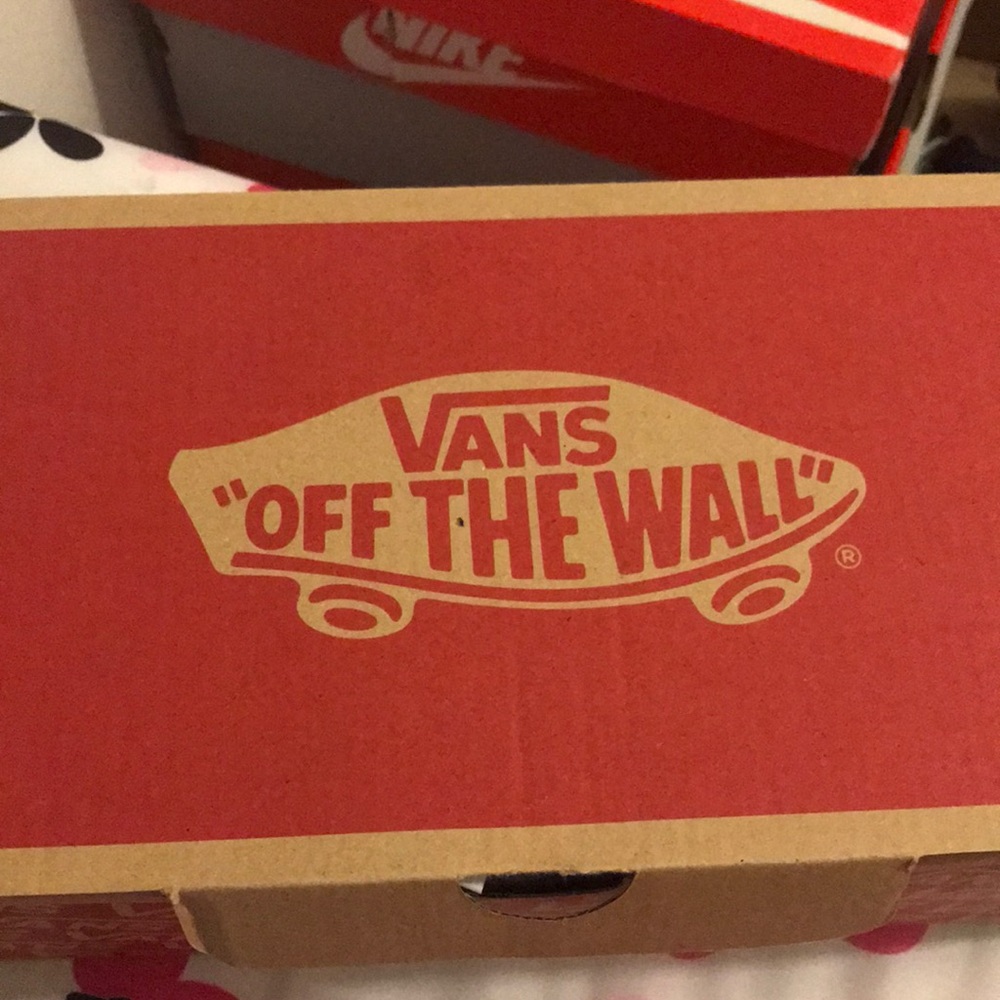 NIKE
VANS
"OFF THE WALL"
®